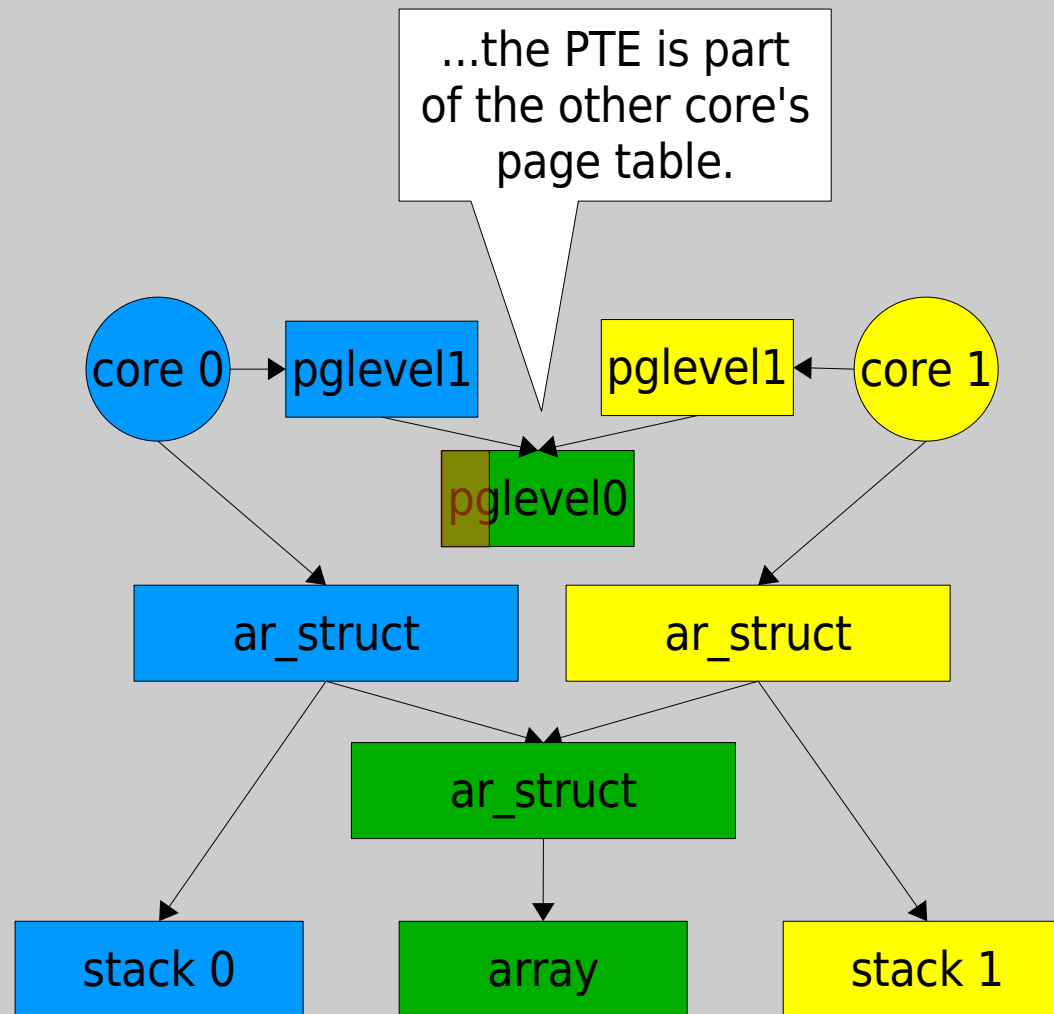 ...the PTE is part
of the other core's
page table.
core 0
pglevel1
pglevel1
core 1
pglevel0
ar_struct
ar_struct
ar_struct
stack 0
array
stack 1